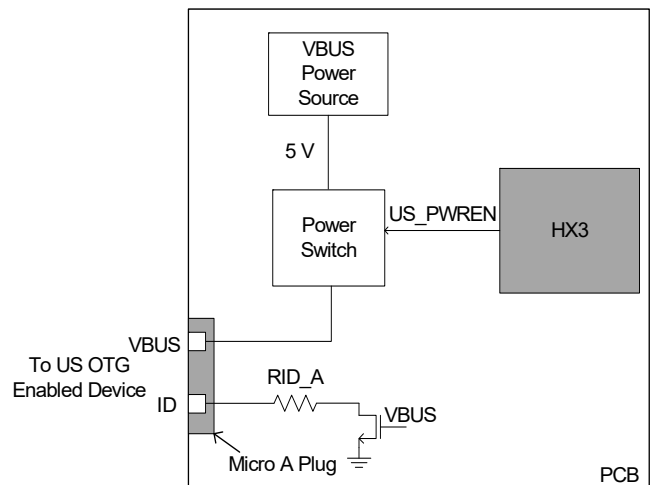 VBUS
Power
Source
5 V
US_PWREN
Power
Switch
HX3
VBUS
To US OTG
Enabled Device
RID_A
ID
VBUS
Micro A Plug
PCB